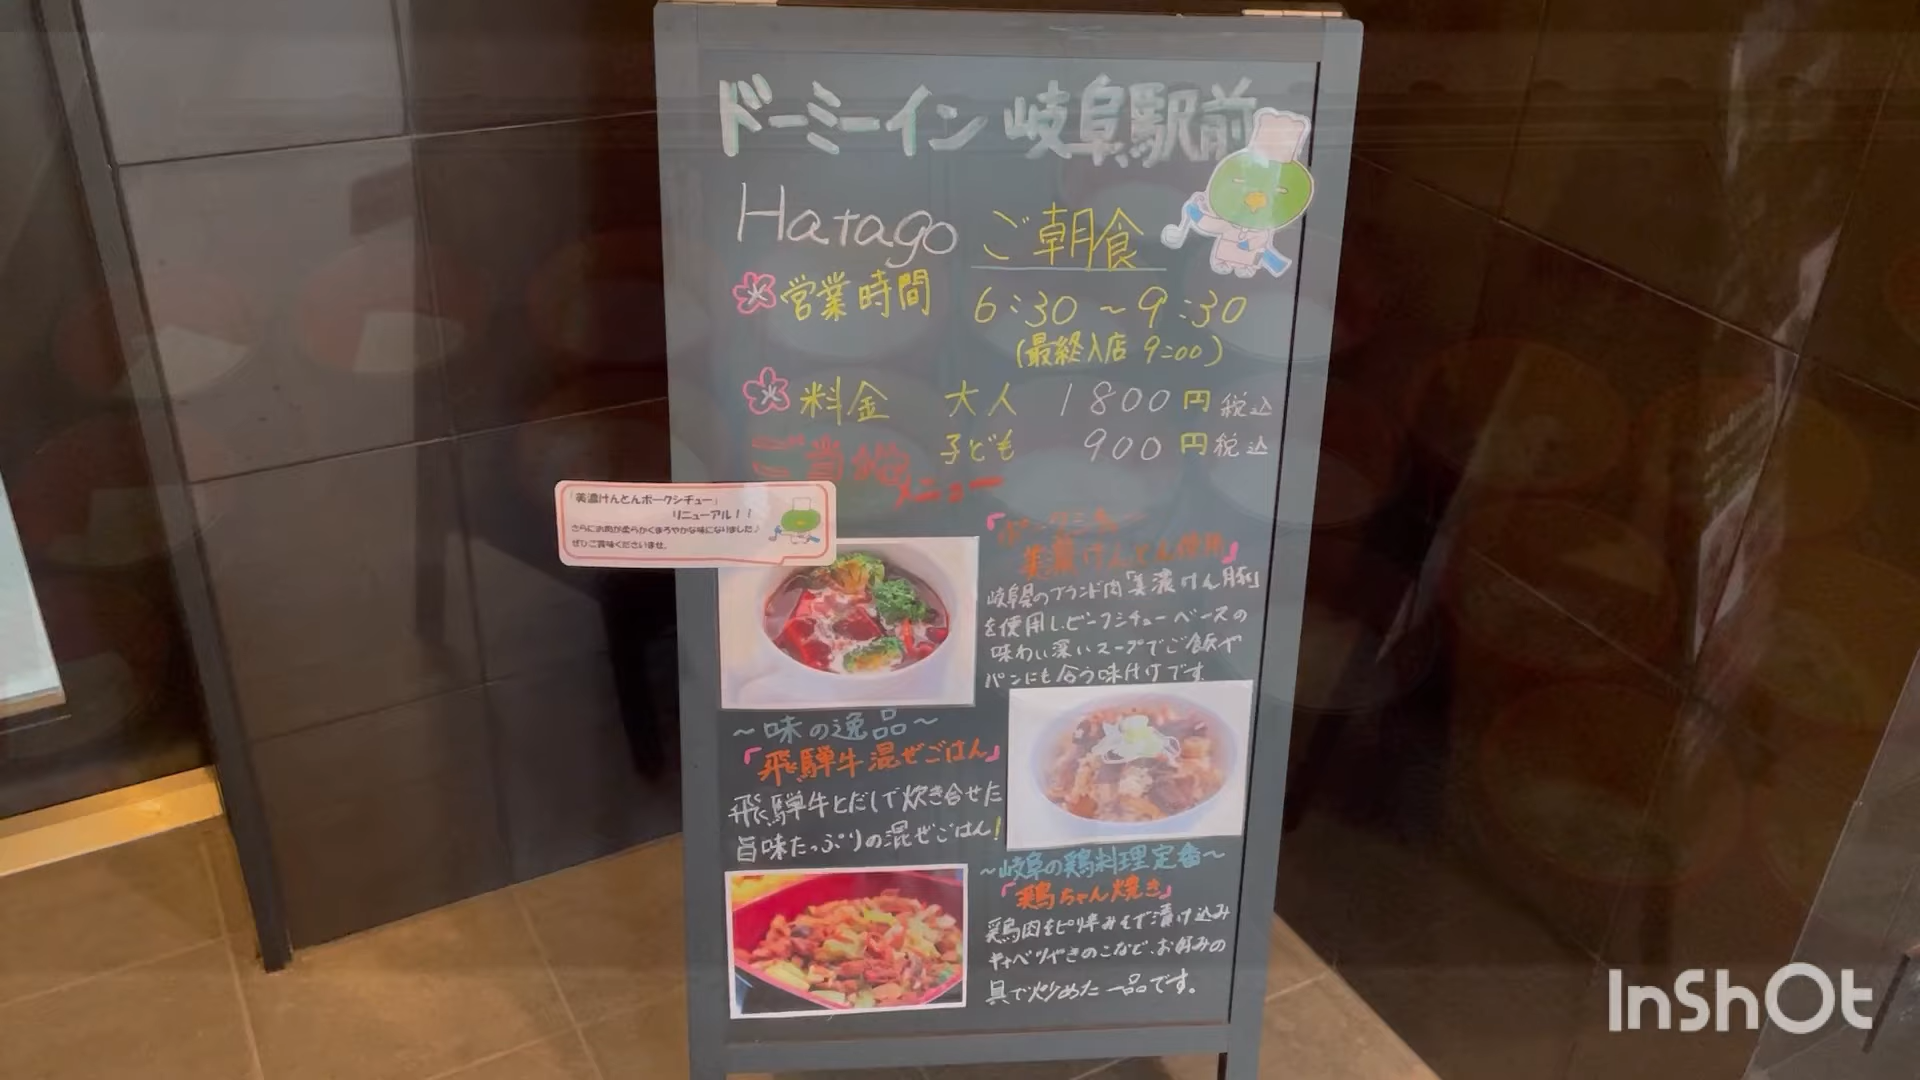 ドーミーイン 岐阜駅前
Hatago ご朝食
営業時間 6:30~9:30
(最終入店 9:00)
料金 大人 1800円 税込
子ども 900円 税込
ご当地メニュー
「美濃けんとんポークシチュー」
リニューアル！！
さらにお肉が柔らかくまろやかな味になりました♪
ぜひご賞味くださいませ。
『ポークシチュー
美濃けんとん使用』
岐阜県のブランド肉「美濃けん豚」
を使用し、ビーフシチューベースの
味わい深いスープでご飯や
パンにも合う味付けです。
～味の逸品～
『飛騨牛混ぜごはん』
飛騨牛とだしで炊き合せた
旨味たっぷりの混ぜごはん！
～岐阜の鶏料理定番～
『鶏ちゃん焼き』
鶏肉をピリ辛みそで漬け込み
キャベツやきのこなど、お好みの
具で炒めた一品です。
InShOt